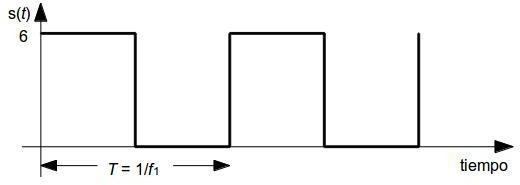 s(t)
6
T = 1/f₁
tiempo